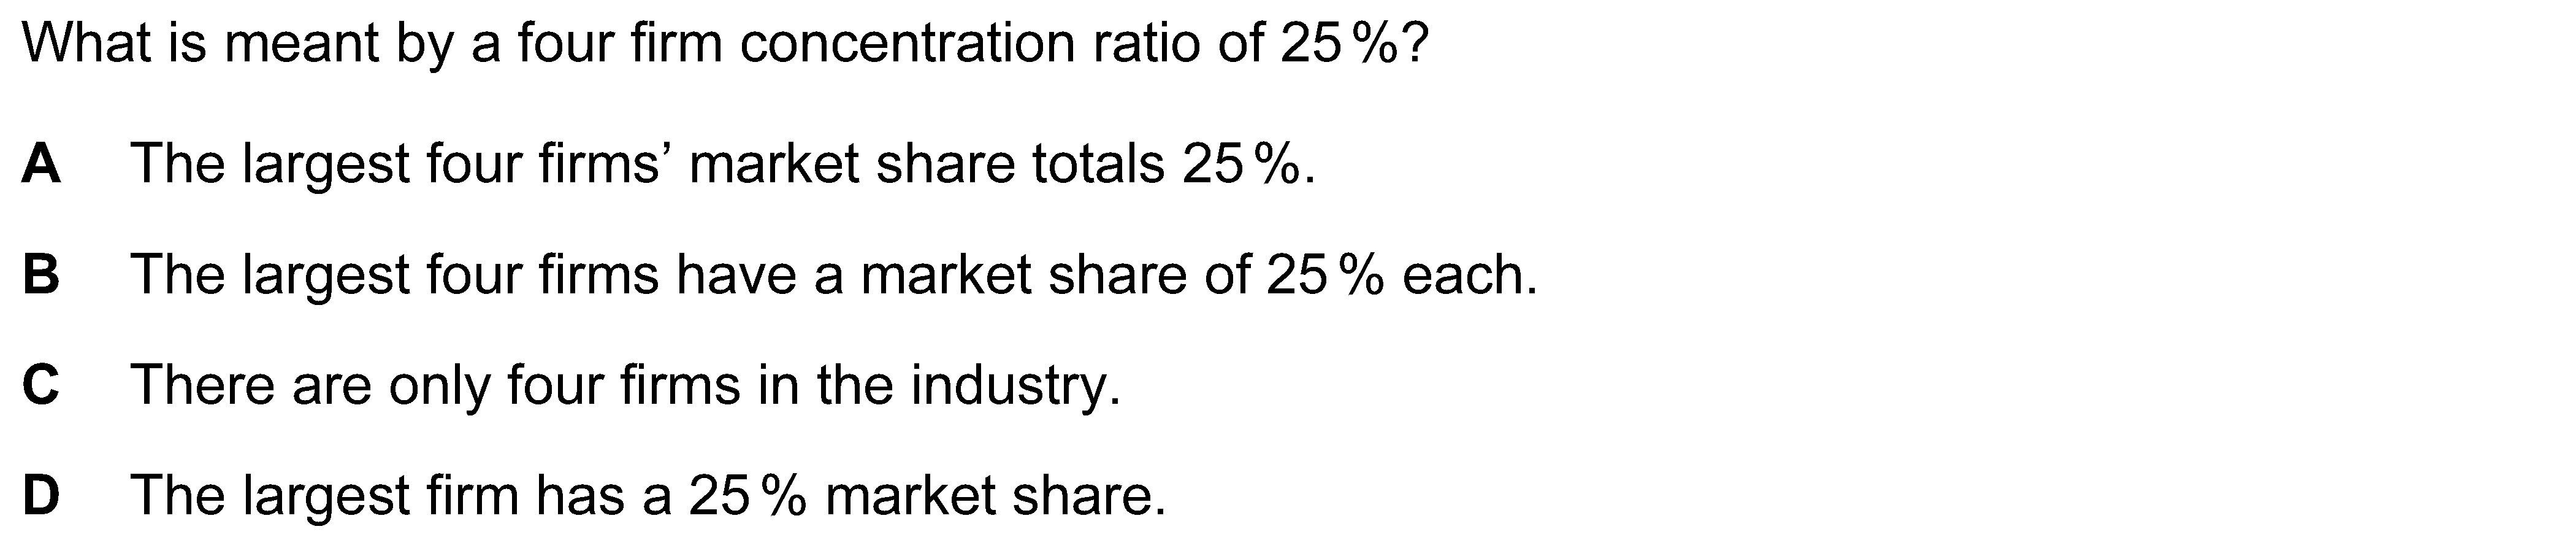 What is meant by a four firm concentration ratio of 25%?
A The largest four firms’ market share totals 25%.
B The largest four firms have a market share of 25% each.
C There are only four firms in the industry.
D The largest firm has a 25% market share.